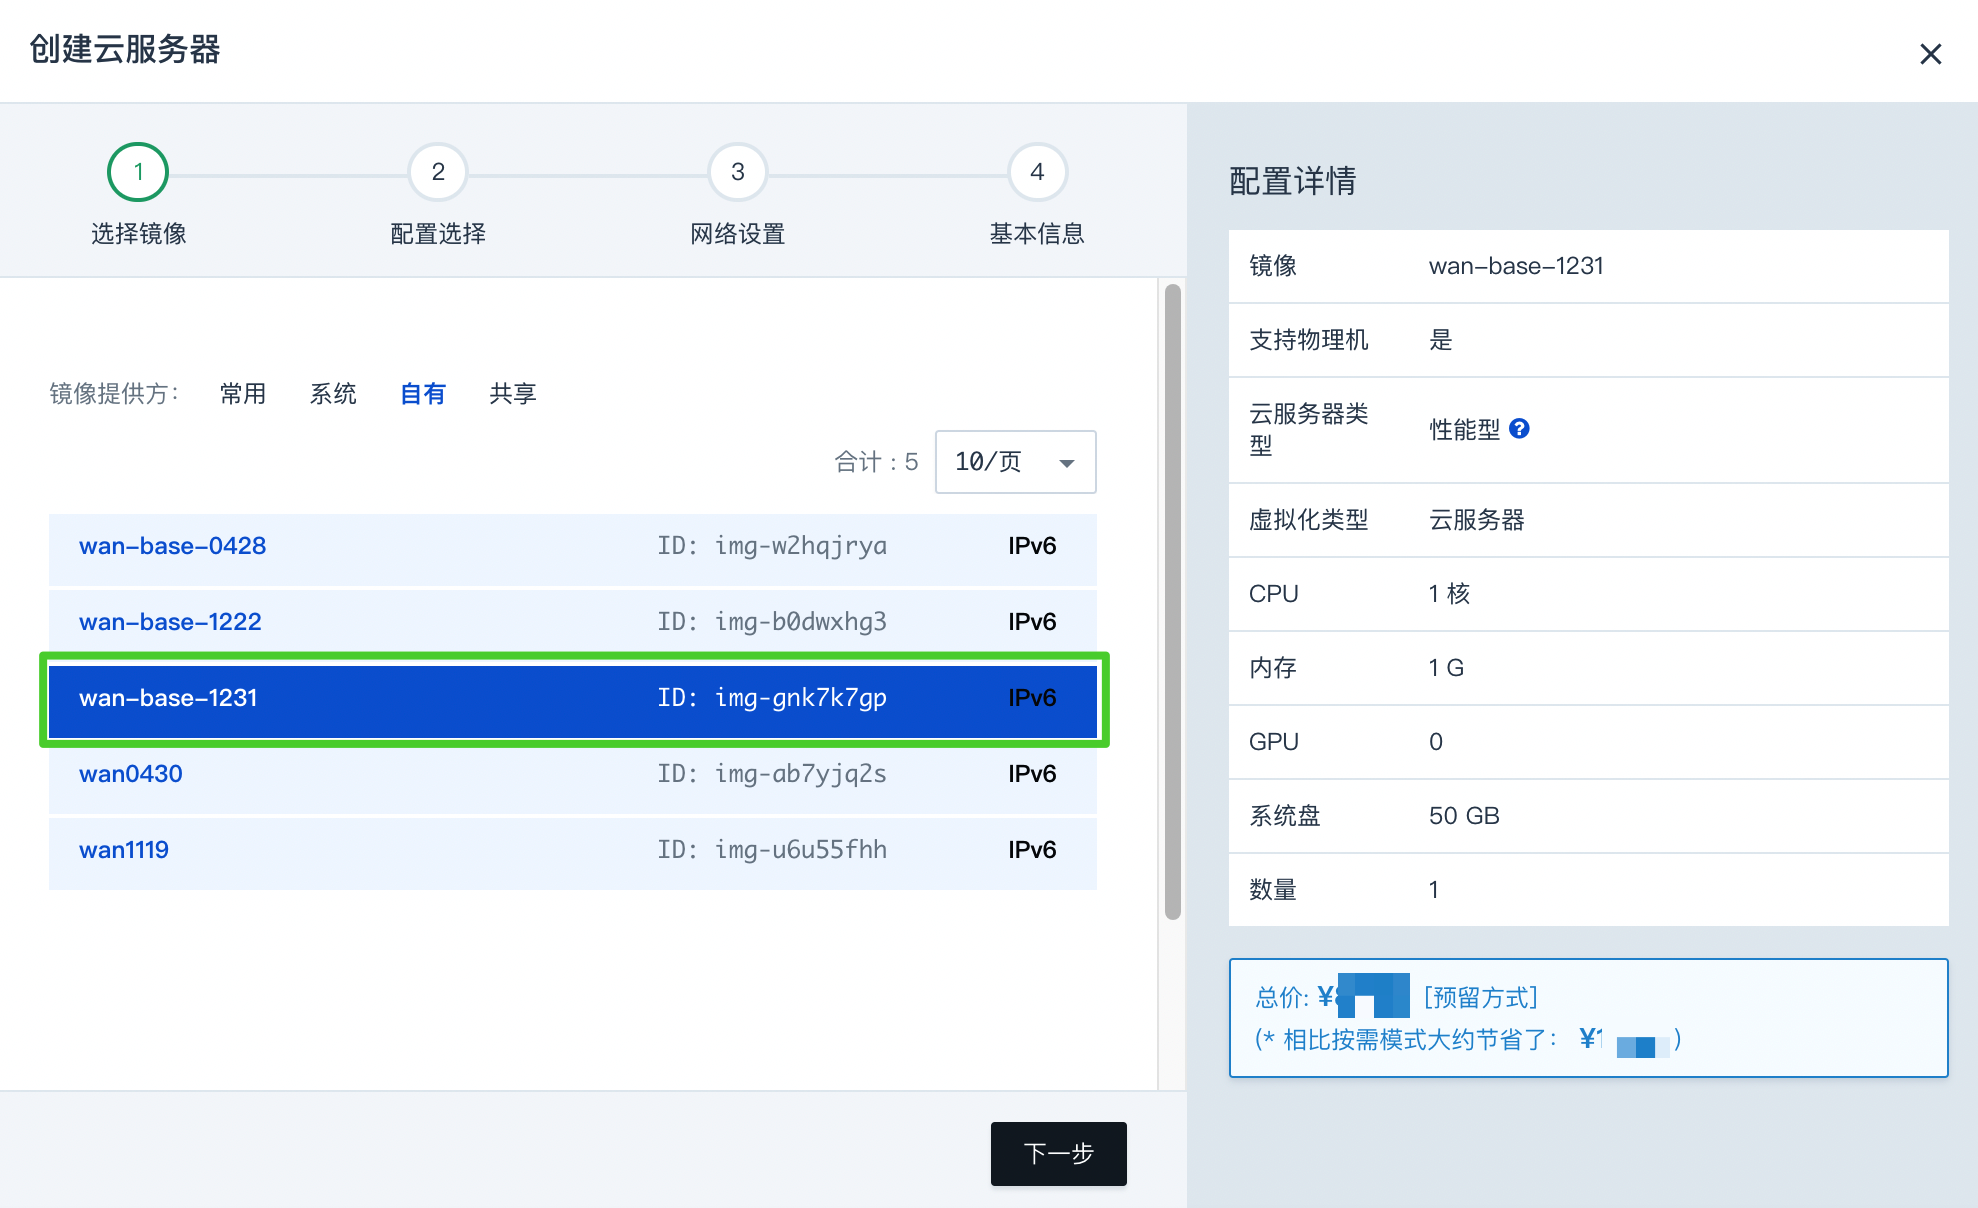 创建云服务器
1
2
3
4
选择镜像
配置选择
网络设置
基本信息
镜像提供方：
常用
系统
自有
共享
合计 : 5
10/页
wan-base-0428 ID: img-w2hqjrya IPv6
wan-base-1222 ID: img-b0dwxhg3 IPv6
wan-base-1231 ID: img-gnk7k7gp IPv6
wan0430 ID: img-ab7yjq2s IPv6
wan1119 ID: img-u6u55fhh IPv6
下一步
配置详情
镜像 wan-base-1231
支持物理机 是
云服务器类
型
性能型 ?
虚拟化类型 云服务器
CPU 1 核
内存 1 G
GPU 0
系统盘 50 GB
数量 1
总价: ¥ [预留方式]
(* 相比按需模式大约节省了： ¥1 )